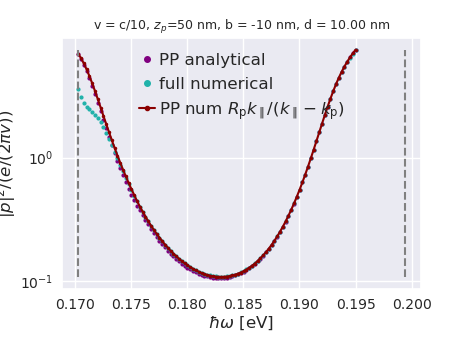 v = c/10, z_p=50 nm, b = -10 nm, d = 10.00 nm
PP analytical
full numerical
PP num R_p k_∥/(k_∥ − k_p)
|p|²/(e/(2πv))
10⁰
10⁻¹
0.170 0.175 0.180 0.185 0.190 0.195 0.200
ħω [eV]